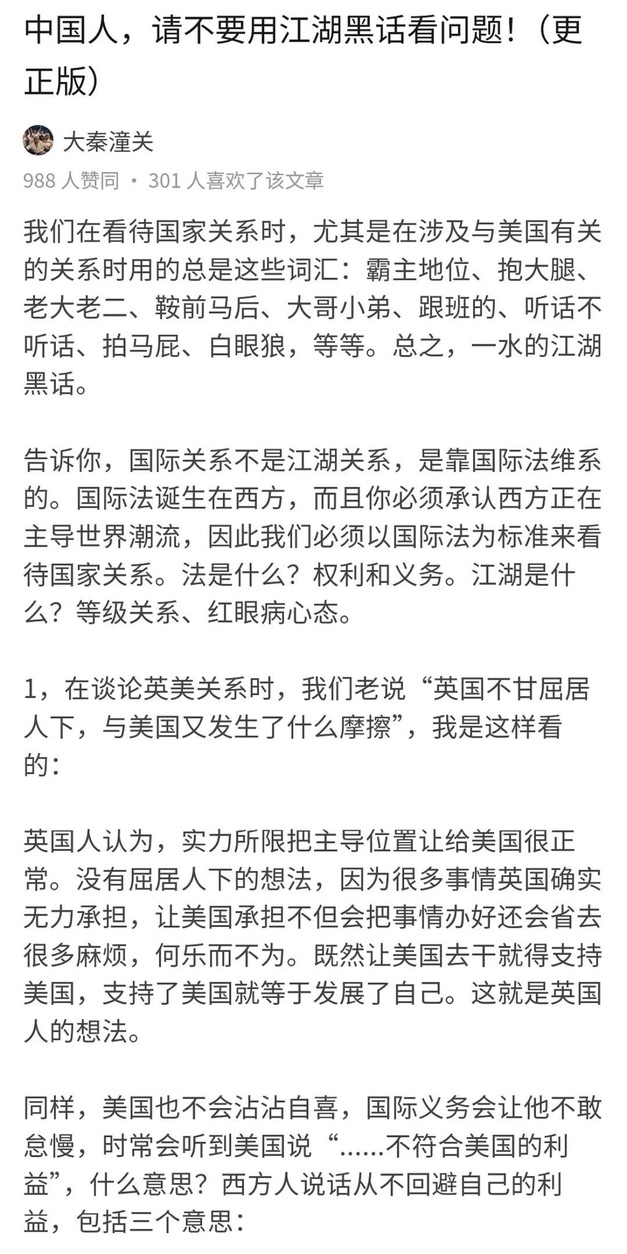 中国人，请不要用江湖黑话看问题！（更
正版）
大秦潼关
988 人赞同 · 301 人喜欢了该文章
我们在看待国家关系时，尤其是在涉及与美国有关
的关系时用的总是这些词汇：霸主地位、抱大腿、
老大老二、鞍前马后、大哥小弟、跟班的、听话不
听话、拍马屁、白眼狼，等等。总之，一水的江湖
黑话。
告诉你，国际关系不是江湖关系，是靠国际法维系
的。国际法诞生在西方，而且你必须承认西方正在
主导世界潮流，因此我们必须以国际法为标准来看
待国家关系。法是什么？权利和义务。江湖是什
么？等级关系、红眼病心态。
1，在谈论英美关系时，我们老说“英国不甘屈居
人下，与美国又发生了什么摩擦”，我是这样看
的：
英国人认为，实力所限把主导位置让给美国很正
常。没有屈居人下的想法，因为很多事情英国确实
无力承担，让美国承担不但会把事情办好还会省去
很多麻烦，何乐而不为。既然让美国去干就得支持
美国，支持了美国就等于发展了自己。这就是英国
人的想法。
同样，美国也不会沾沾自喜，国际义务会让他不敢
怠慢，时常会听到美国说“......不符合美国的利
益”，什么意思？西方人说话从不回避自己的利
益，包括三个意思：